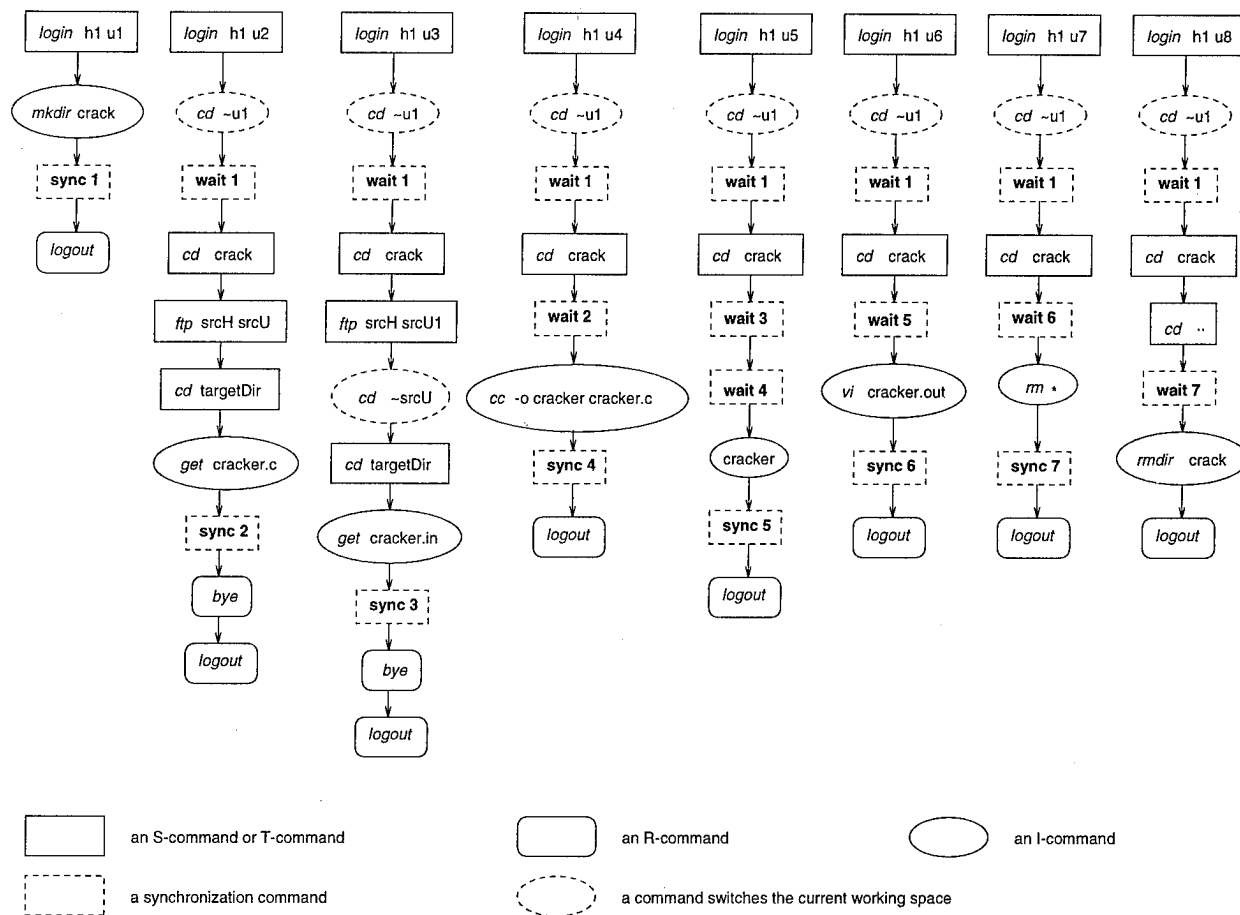 login h1 u1
mkdir crack
sync 1
logout
login h1 u2
cd ~u1
wait 1
cd crack
ftp srcH srcU
cd targetDir
get cracker.c
sync 2
bye
logout
login h1 u3
cd ~u1
wait 1
cd crack
ftp srcH srcU1
cd ~srcU
cd targetDir
get cracker.in
sync 3
bye
logout
login h1 u4
cd ~u1
wait 1
cd crack
wait 2
cc -o cracker cracker.c
sync 4
logout
login h1 u5
cd ~u1
wait 1
cd crack
wait 3
wait 4
cracker
sync 5
logout
login h1 u6
cd ~u1
wait 1
cd crack
wait 5
vi cracker.out
sync 6
logout
login h1 u7
cd ~u1
wait 1
cd crack
wait 6
rm *
sync 7
logout
login h1 u8
cd ~u1
wait 1
cd crack
cd ..
wait 7
rmdir crack
logout
an S-command or T-command
an R-command
an I-command
a synchronization command
a command switches the current working space